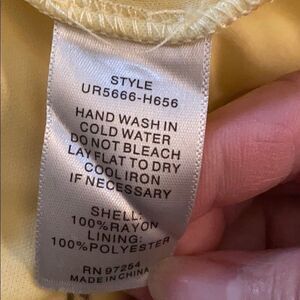 STYLE
UR5666-H656
HAND WASH IN
COLD WATER
DO NOT BLEACH
LAY FLAT TO DRY
COOL IRON
IF NECESSARY
SHELL:
100%RAYON
LINING:
100%POLYESTER
RN 97254
MADE IN CHINA